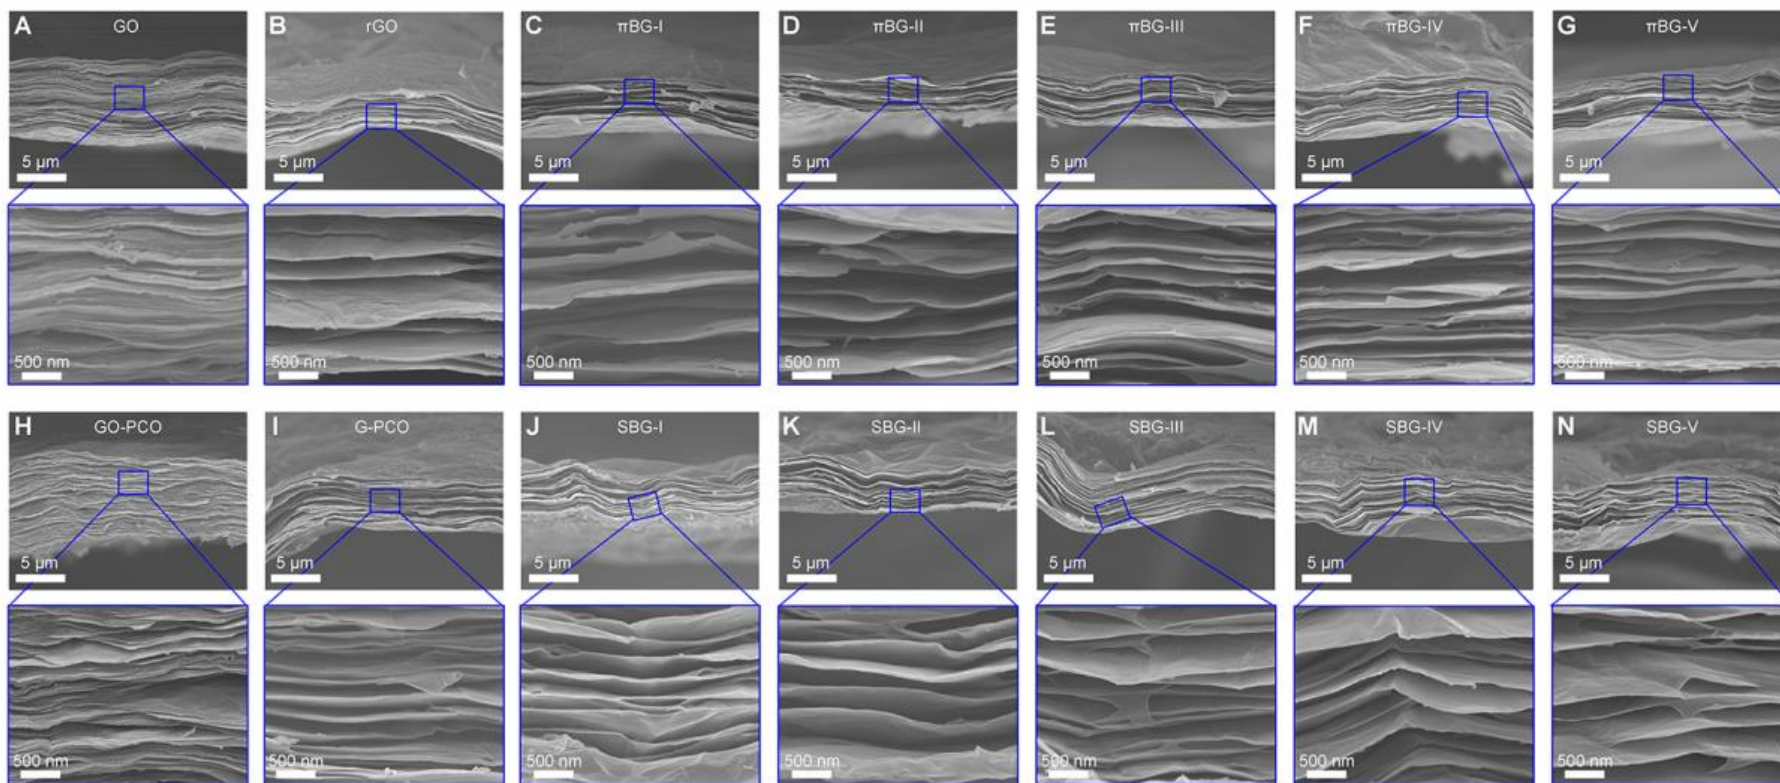 A GO
B rGO
C πBG-I
D πBG-II
E πBG-III
F πBG-IV
G πBG-V
5 μm
5 μm
5 μm
5 μm
5 μm
5 μm
5 μm
500 nm
500 nm
500 nm
500 nm
500 nm
500 nm
500 nm
H GO-PCO
I G-PCO
J SBG-I
K SBG-II
L SBG-III
M SBG-IV
N SBG-V
5 μm
5 μm
5 μm
5 μm
5 μm
5 μm
5 μm
500 nm
500 nm
500 nm
500 nm
500 nm
500 nm
500 nm